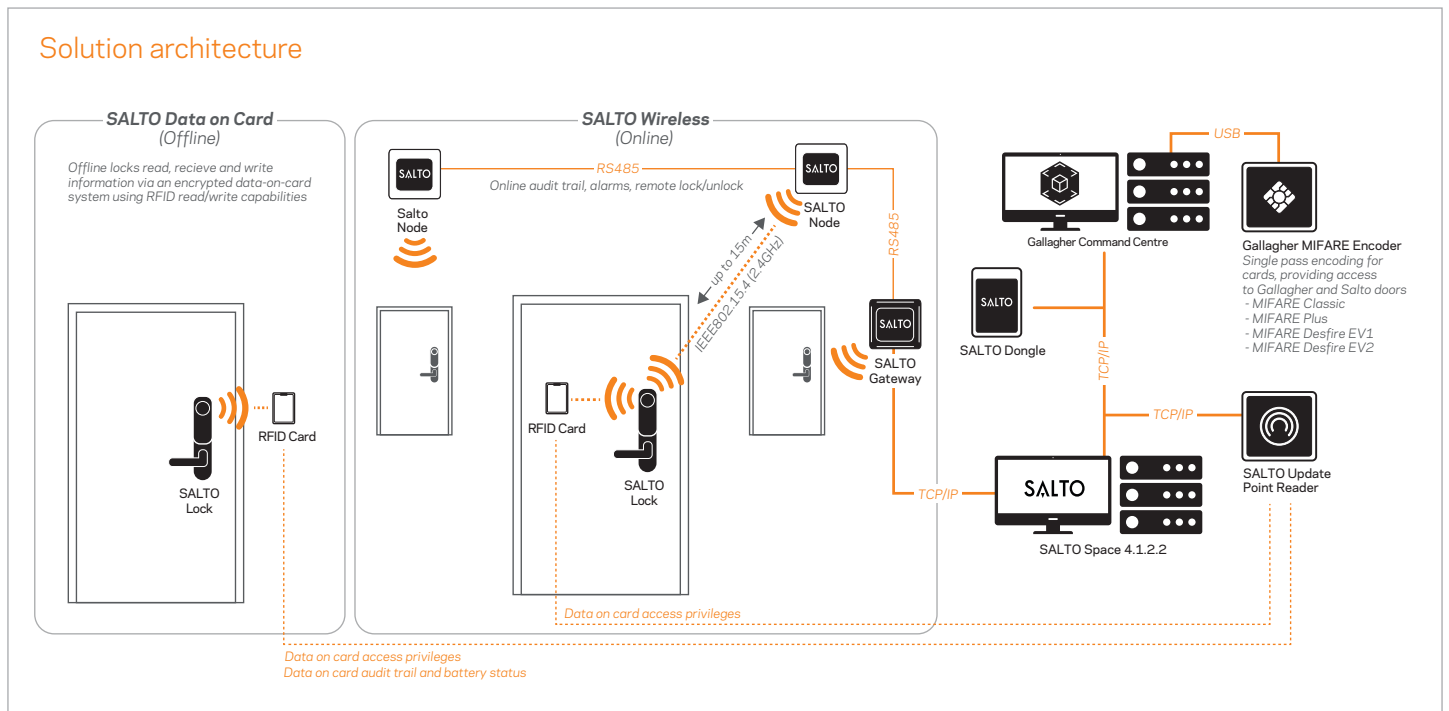 Solution architecture
SALTO Data on Card
(Offline)
Offline locks read, recieve and write
information via an encrypted data-on-card
system using RFID read/write capabilities
RFID Card
SALTO
Lock
SALTO Wireless
(Online)
SALTO
RS485
SALTO
Online audit trail, alarms, remote lock/unlock
Salto
Node
SALTO
Node
up to 15m
IEEE802.15.4 (2.4GHz)
RS485
SALTO
SALTO
Gateway
RFID Card
SALTO
Lock
TCP/IP
Data on card access privileges
Data on card access privileges
Data on card audit trail and battery status
USB
Gallagher Command Centre
Gallagher MIFARE Encoder
Single pass encoding for
cards, providing access
to Gallagher and Salto doors
- MIFARE Classic
- MIFARE Plus
- MIFARE Desfire EV1
- MIFARE Desfire EV2
SALTO
SALTO Dongle
TCP/IP
TCP/IP
SALTO
SALTO Space 4.1.2.2
SALTO Update
Point Reader